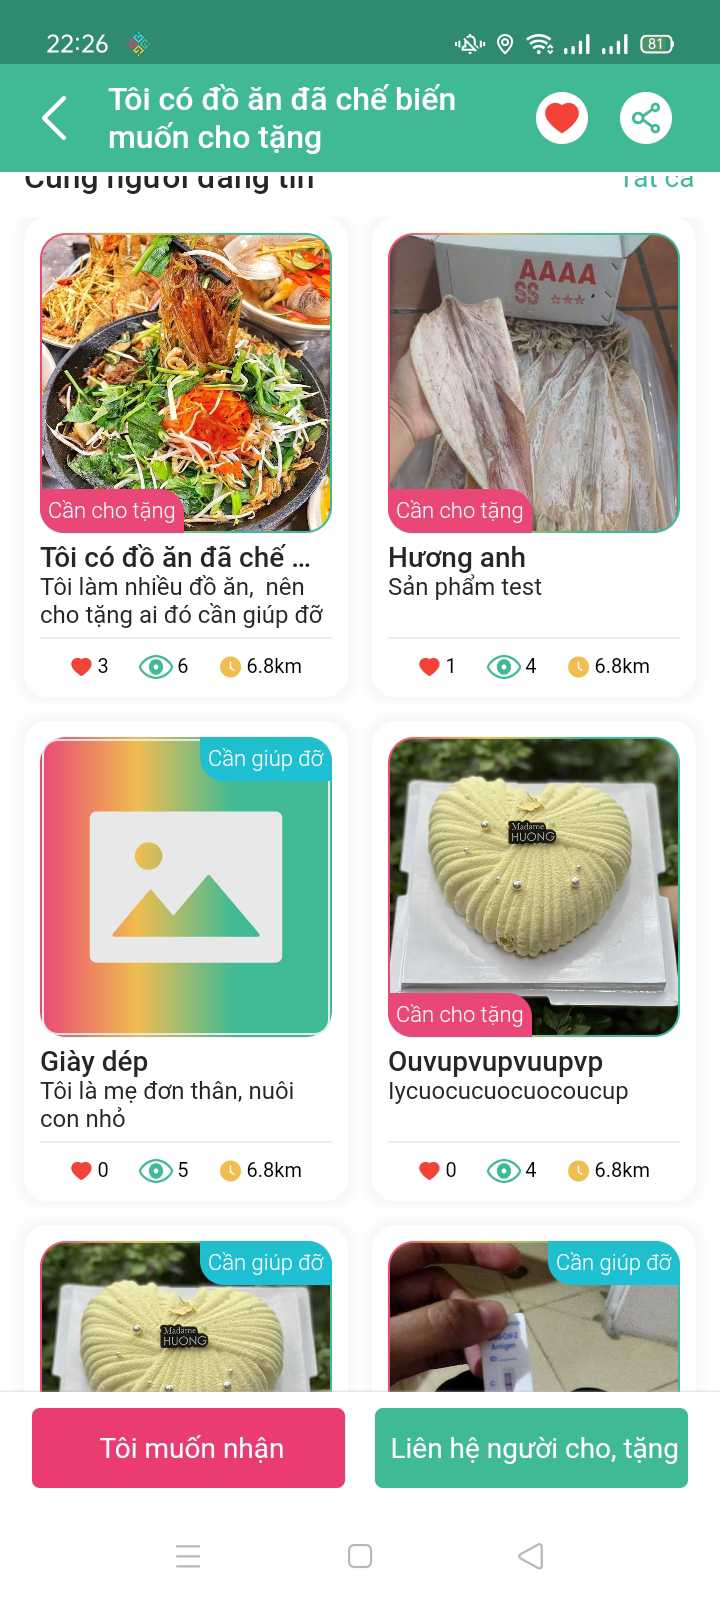 22:26
81
Tôi có đồ ăn đã chế biến
muốn cho tặng
Cùng người đăng tin
Tất cả
AAAA
SS ☆☆☆
Cần cho tặng
Cần cho tặng
Tôi có đồ ăn đã chế ...
Tôi làm nhiều đồ ăn, nên
cho tặng ai đó cần giúp đỡ
3 6 6.8km
Hương anh
Sản phẩm test
1 4 6.8km
Cần giúp đỡ
Madame
HUONG
Cần cho tặng
Giày dép
Tôi là mẹ đơn thân, nuôi
con nhỏ
0 5 6.8km
Ouvupvupvuupvp
Iycuocucuocuocoucup
0 4 6.8km
Cần giúp đỡ
Madame
HUONG
Cần giúp đỡ
Antigen
C
Tôi muốn nhận
Liên hệ người cho, tặng